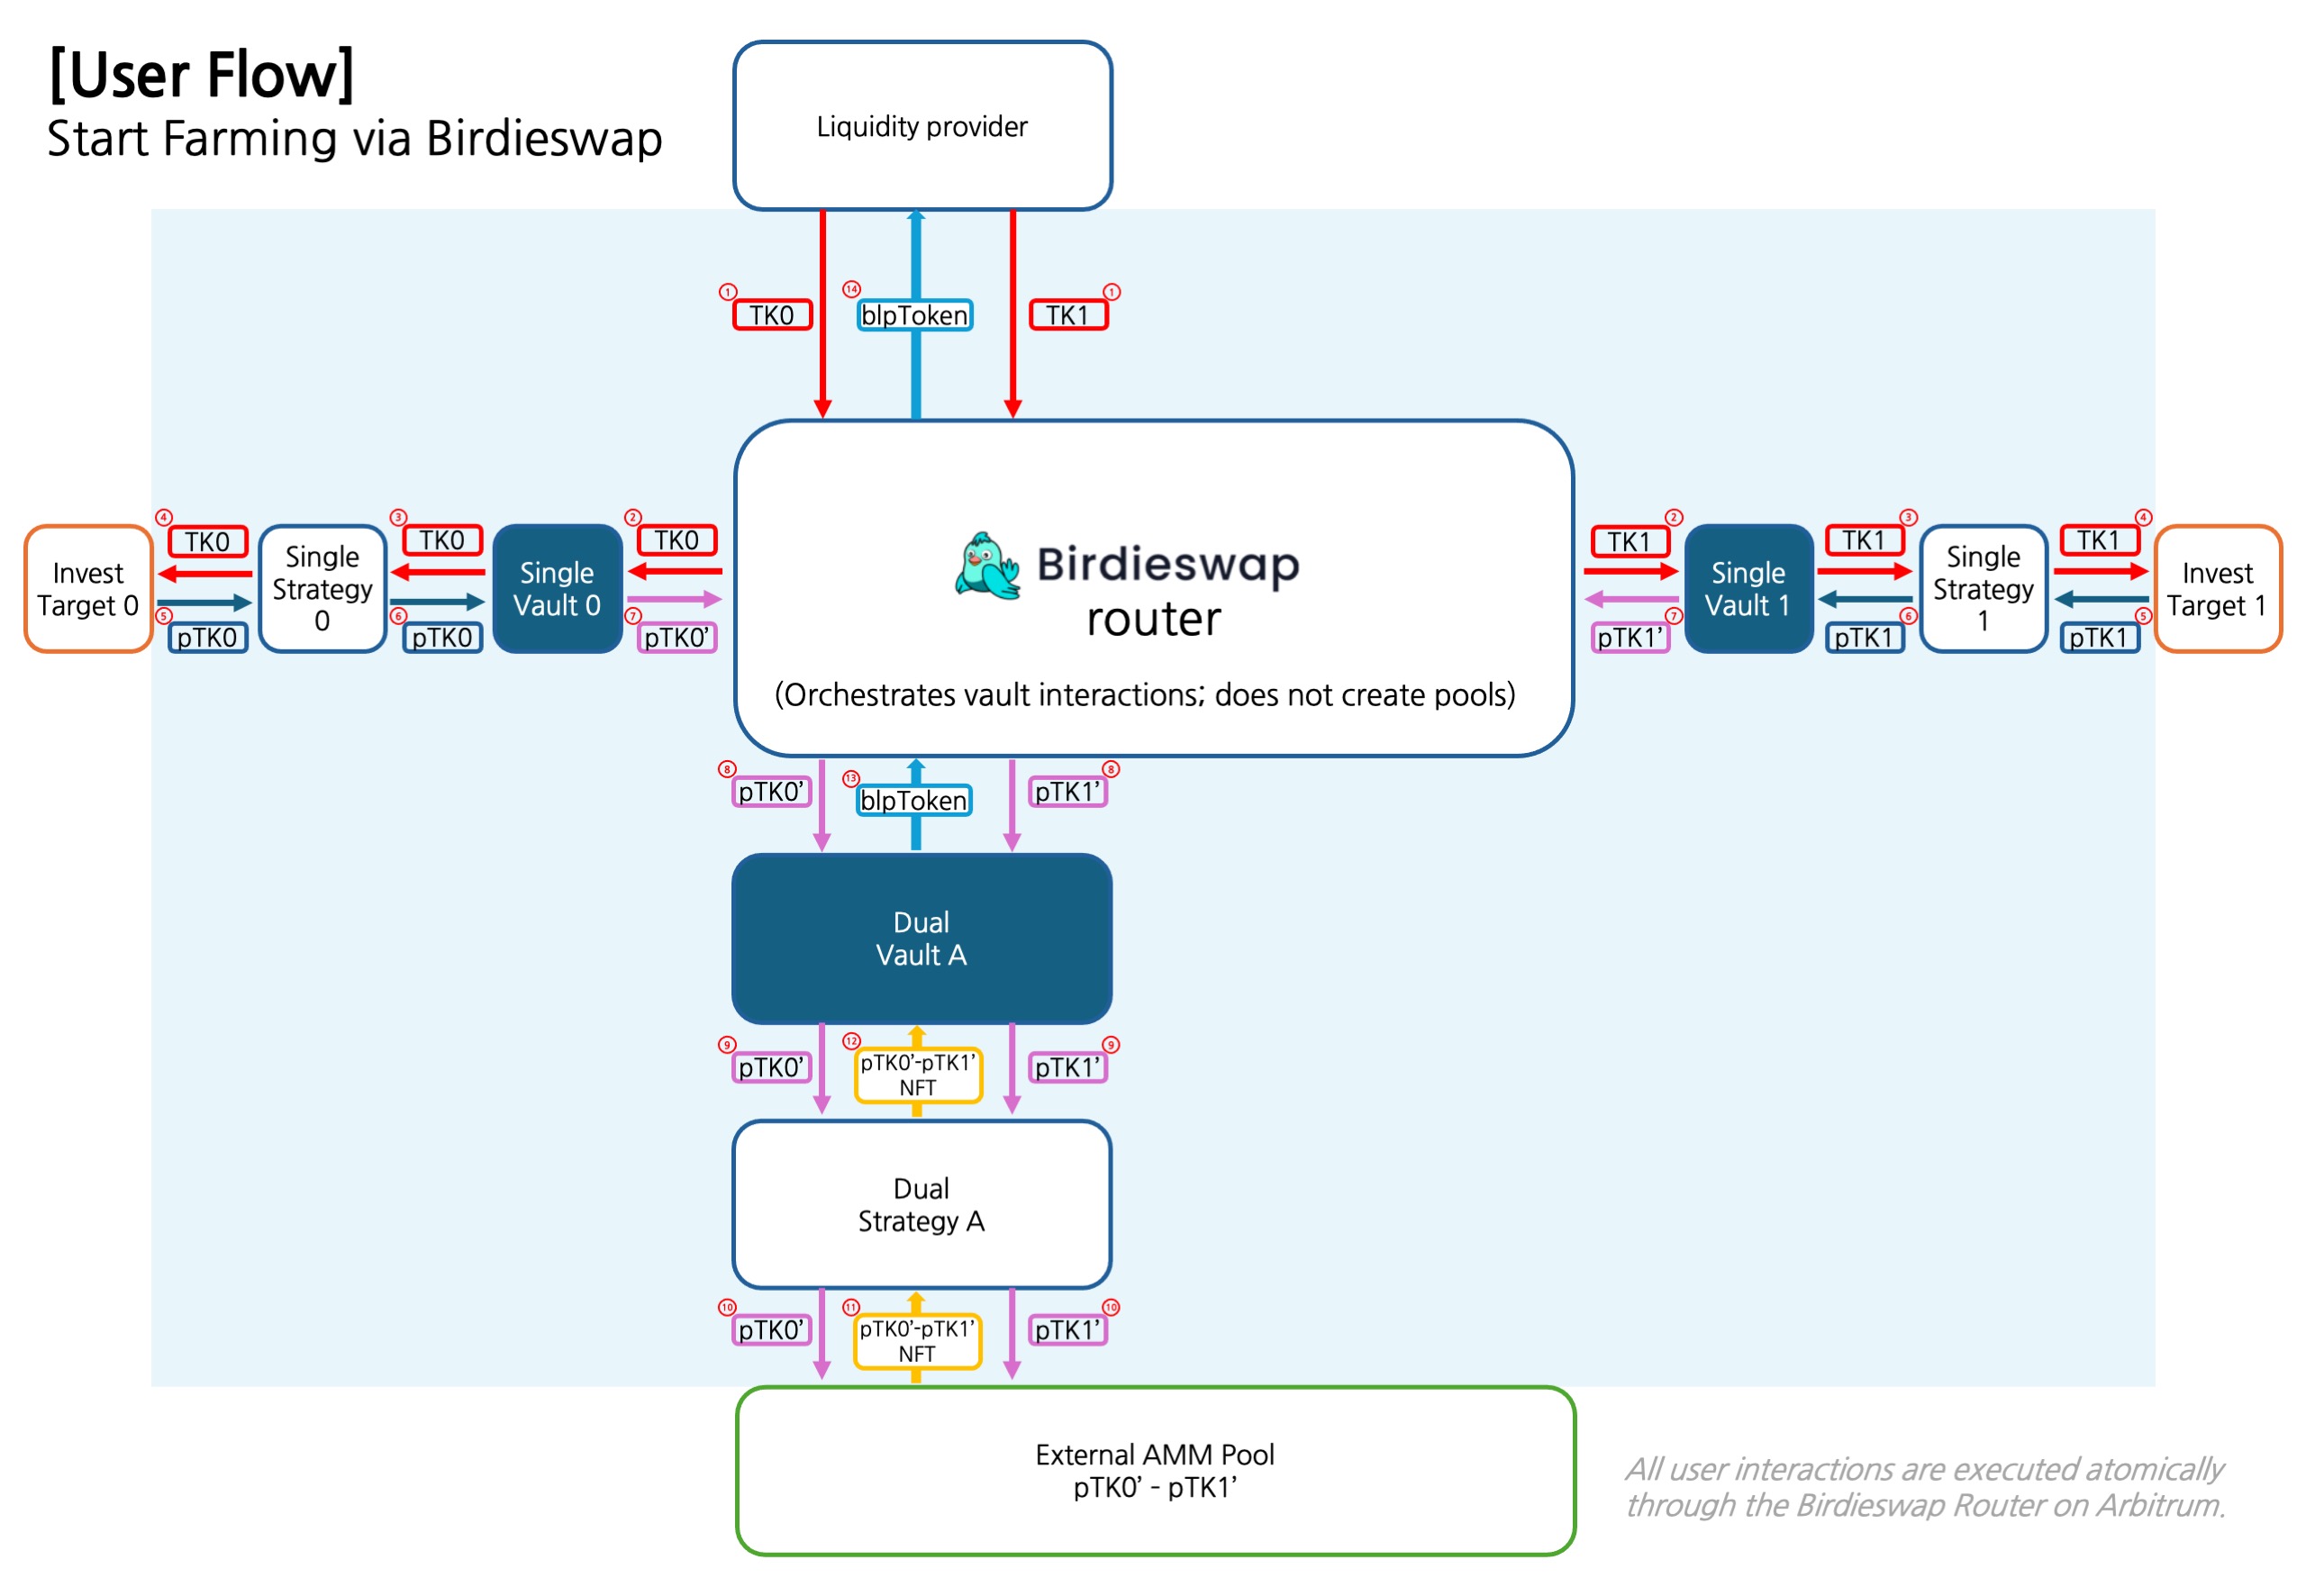 [User Flow]
Start Farming via Birdieswap
Liquidity provider
① TK0
⑭ blpToken
TK1 ①
Birdieswap
router
(Orchestrates vault interactions; does not create pools)
Invest
Target 0
④ TK0
⑤ pTK0
Single
Strategy
0
③ TK0
⑥ pTK0
Single
Vault 0
② TK0
⑦ pTK0’
TK1 ②
pTK1’ ⑦
Single
Vault 1
TK1 ③
pTK1 ⑥
Single
Strategy
1
TK1 ④
pTK1 ⑤
Invest
Target 1
⑧ pTK0’
⑬ blpToken
pTK1’ ⑧
Dual
Vault A
⑨ pTK0’
⑫ pTK0’-pTK1’
NFT
pTK1’ ⑨
Dual
Strategy A
⑩ pTK0’
⑪ pTK0’-pTK1’
NFT
pTK1’ ⑩
External AMM Pool
pTK0’ - pTK1’
All user interactions are executed atomically
through the Birdieswap Router on Arbitrum.